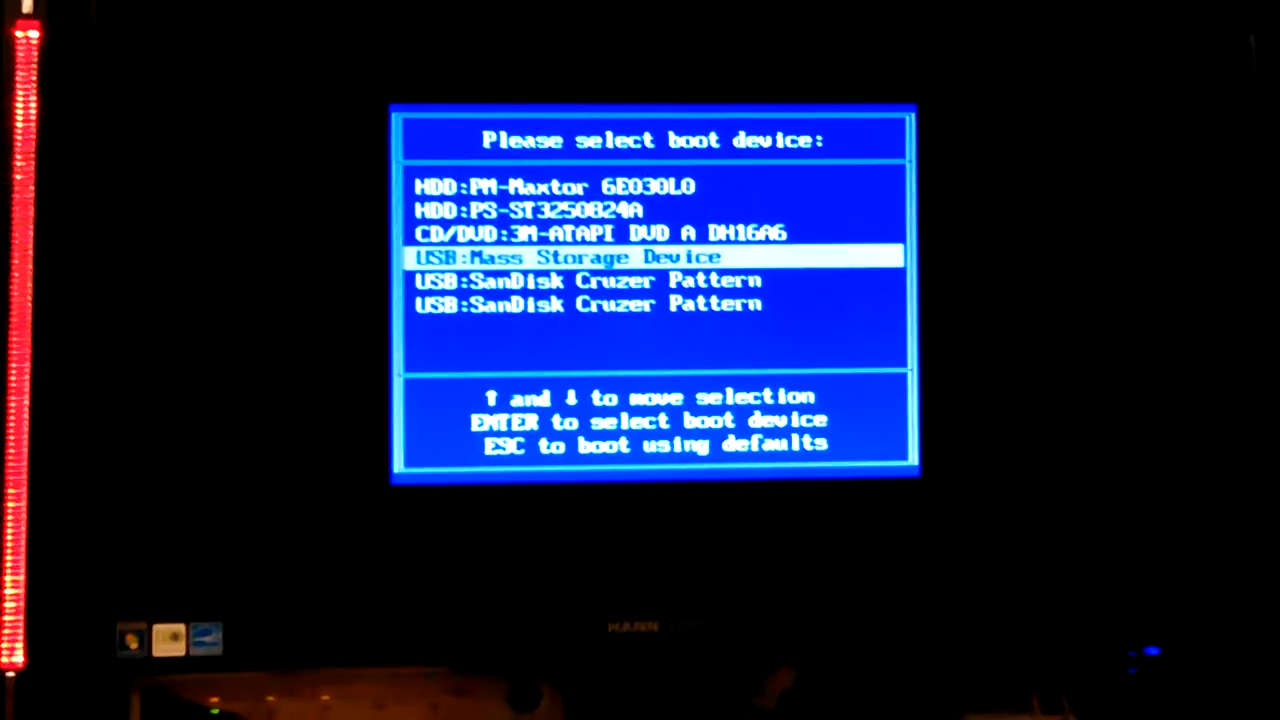 Please select boot device:
HDD:PM-Maxtor 6E030L0
HDD:PS-ST3250824A
CD/DVD:3M-ATAPI DVD A DH16A6
USB:Mass Storage Device
USB:SanDisk Cruzer Pattern
USB:SanDisk Cruzer Pattern
↑ and ↓ to move selection
ENTER to select boot device
ESC to boot using defaults